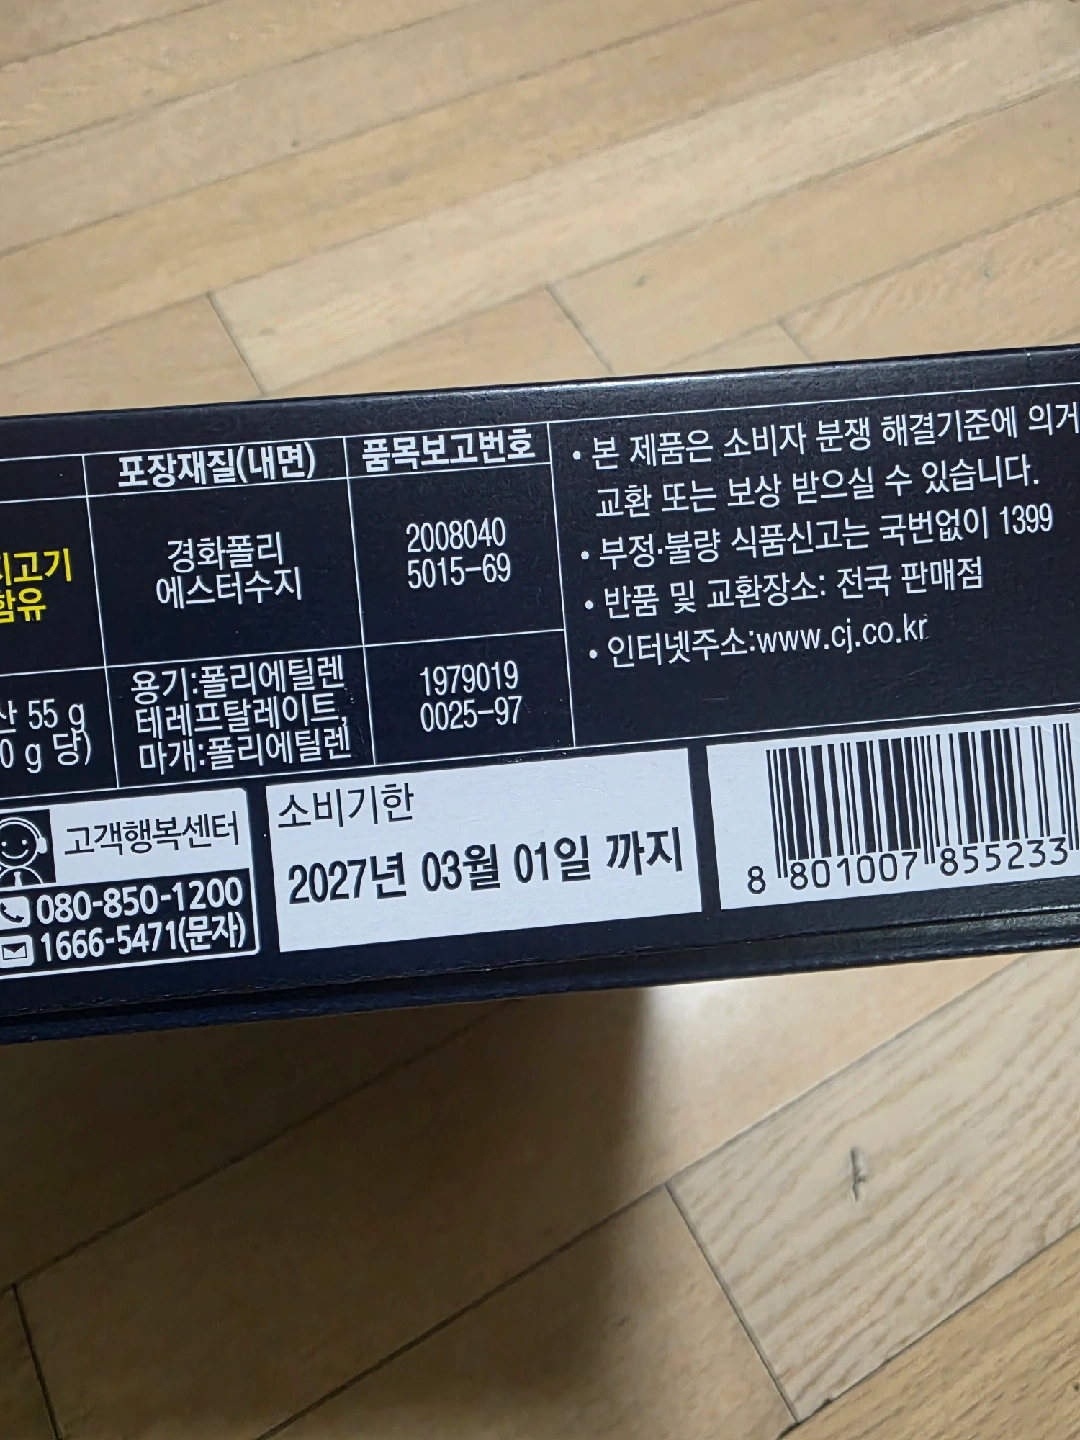 포장재질(내면)
품목보고번호
지고기
함유
경화폴리
에스터수지
2008040
5015-69
산 55 g
0 g 당)
용기:폴리에틸렌
테레프탈레이트,
마개:폴리에틸렌
1979019
0025-97
• 본 제품은 소비자 분쟁 해결기준에 의거
교환 또는 보상 받으실 수 있습니다.
• 부정·불량 식품신고는 국번없이 1399
• 반품 및 교환장소: 전국 판매점
• 인터넷주소:www.cj.co.kr
고객행복센터
080-850-1200
1666-5471(문자)
소비기한
2027년 03월 01일 까지
8 801007 855233